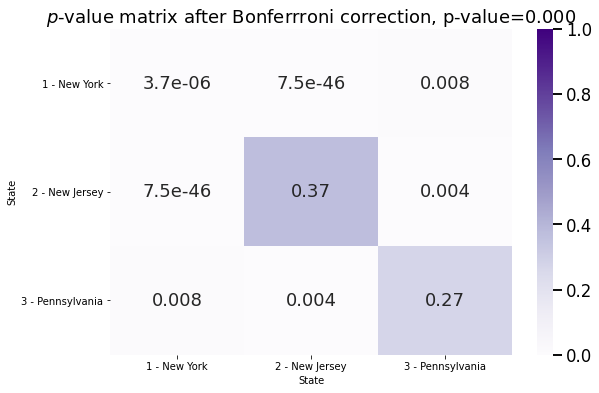 p-value matrix after Bonferrroni correction, p-value=0.000
1.0
1 - New York 3.7e-06 7.5e-46 0.008
0.8
0.6
State
2 - New Jersey 7.5e-46 0.37 0.004
0.4
0.2
3 - Pennsylvania 0.008 0.004 0.27
0.0
1 - New York 2 - New Jersey 3 - Pennsylvania
State